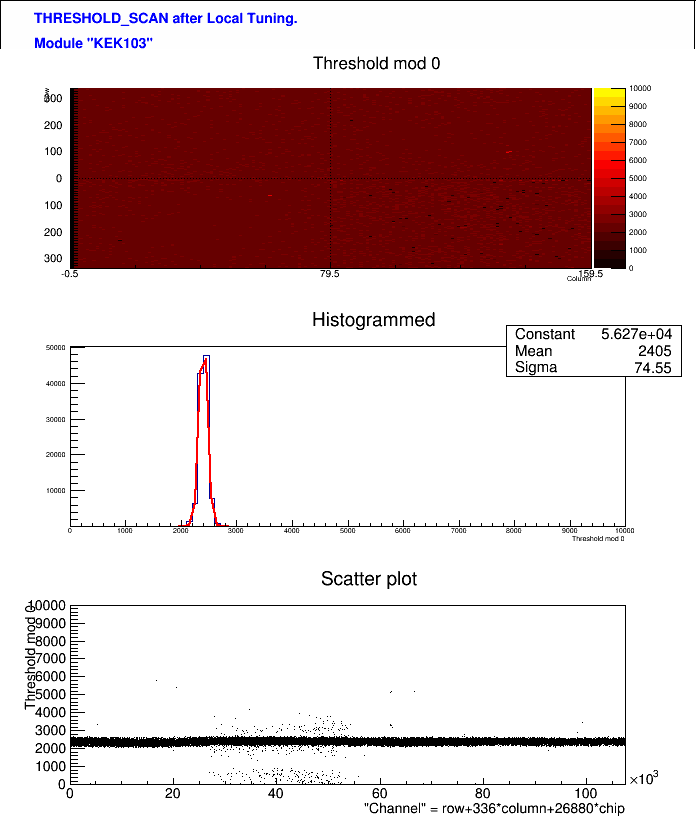 THRESHOLD_SCAN after Local Tuning.
Module "KEK103"
Threshold mod 0
300
200
100
0
100
200
300
-0.5
79.5
159.5
Column
10000
9000
8000
7000
6000
5000
4000
3000
2000
1000
0
Histogrammed
Constant 5.627e+04
Mean 2405
Sigma 74.55
50000
40000
30000
20000
10000
0 1000 2000 3000 4000 5000 6000 7000 8000 9000 10000
Threshold mod 0
Scatter plot
Threshold mod 0
10000
9000
8000
7000
6000
5000
4000
3000
2000
1000
0
0 20 40 60 80 100
×10³
"Channel" = row+336*column+26880*chip